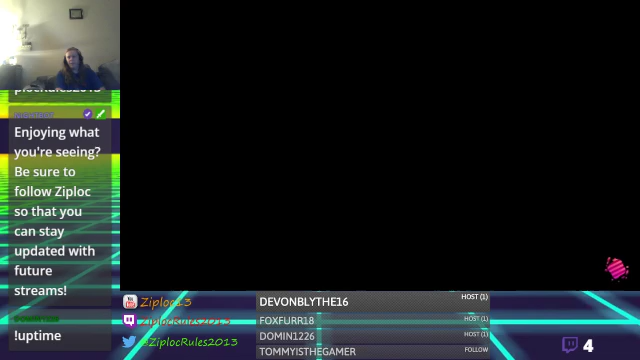 plocRules2013
Enjoying what
you're seeing?
Be sure to
follow Ziploc
so that you
can stay
updated with
future
streams!
!uptime
Ziploc13
ZiplocRules2013
@ZiplocRules2013
DEVONBLYTHE16 HOST (1)
FOXFURR18 HOST (1)
DOMIN1226 HOST (1)
TOMMYISTHEGAMER FOLLOW
4